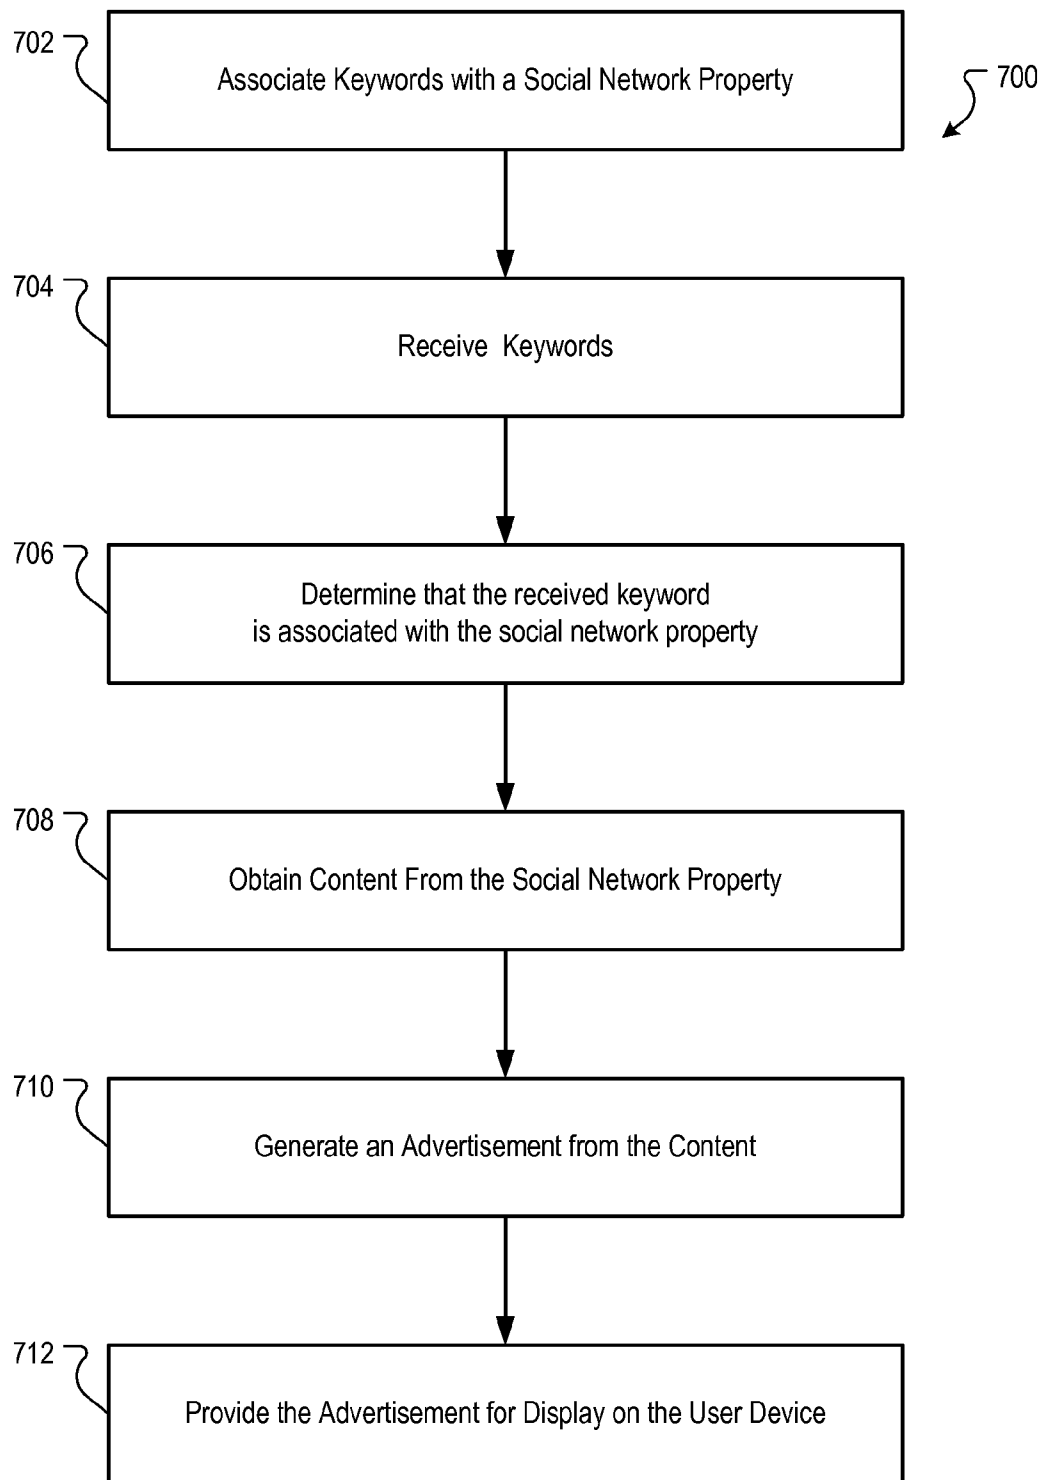 702
Associate Keywords with a Social Network Property
700
704
Receive Keywords
706
Determine that the received keyword
is associated with the social network property
708
Obtain Content From the Social Network Property
710
Generate an Advertisement from the Content
712
Provide the Advertisement for Display on the User Device